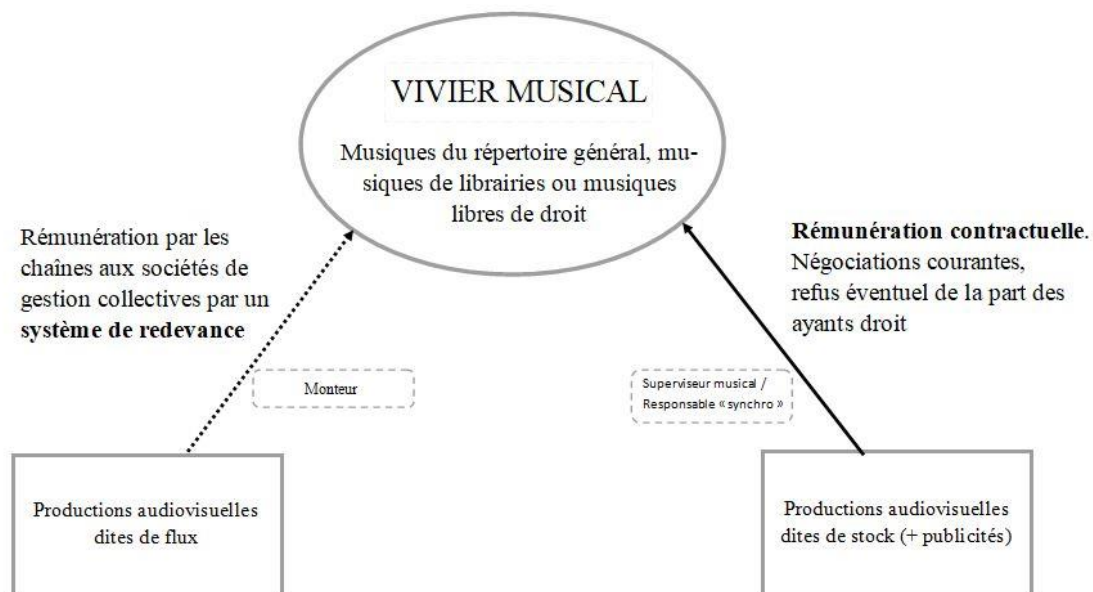 VIVIER MUSICAL
Musiques du répertoire général, mu-
siques de librairies ou musiques
libres de droit
Rémunération par les
chaînes aux sociétés de
gestion collectives par un
système de redevance
Rémunération contractuelle.
Négociations courantes,
refus éventuel de la part des
ayants droit
Monteur
Superviseur musical /
Responsable « synchro »
Productions audiovisuelles
dites de flux
Productions audiovisuelles
dites de stock (+ publicités)